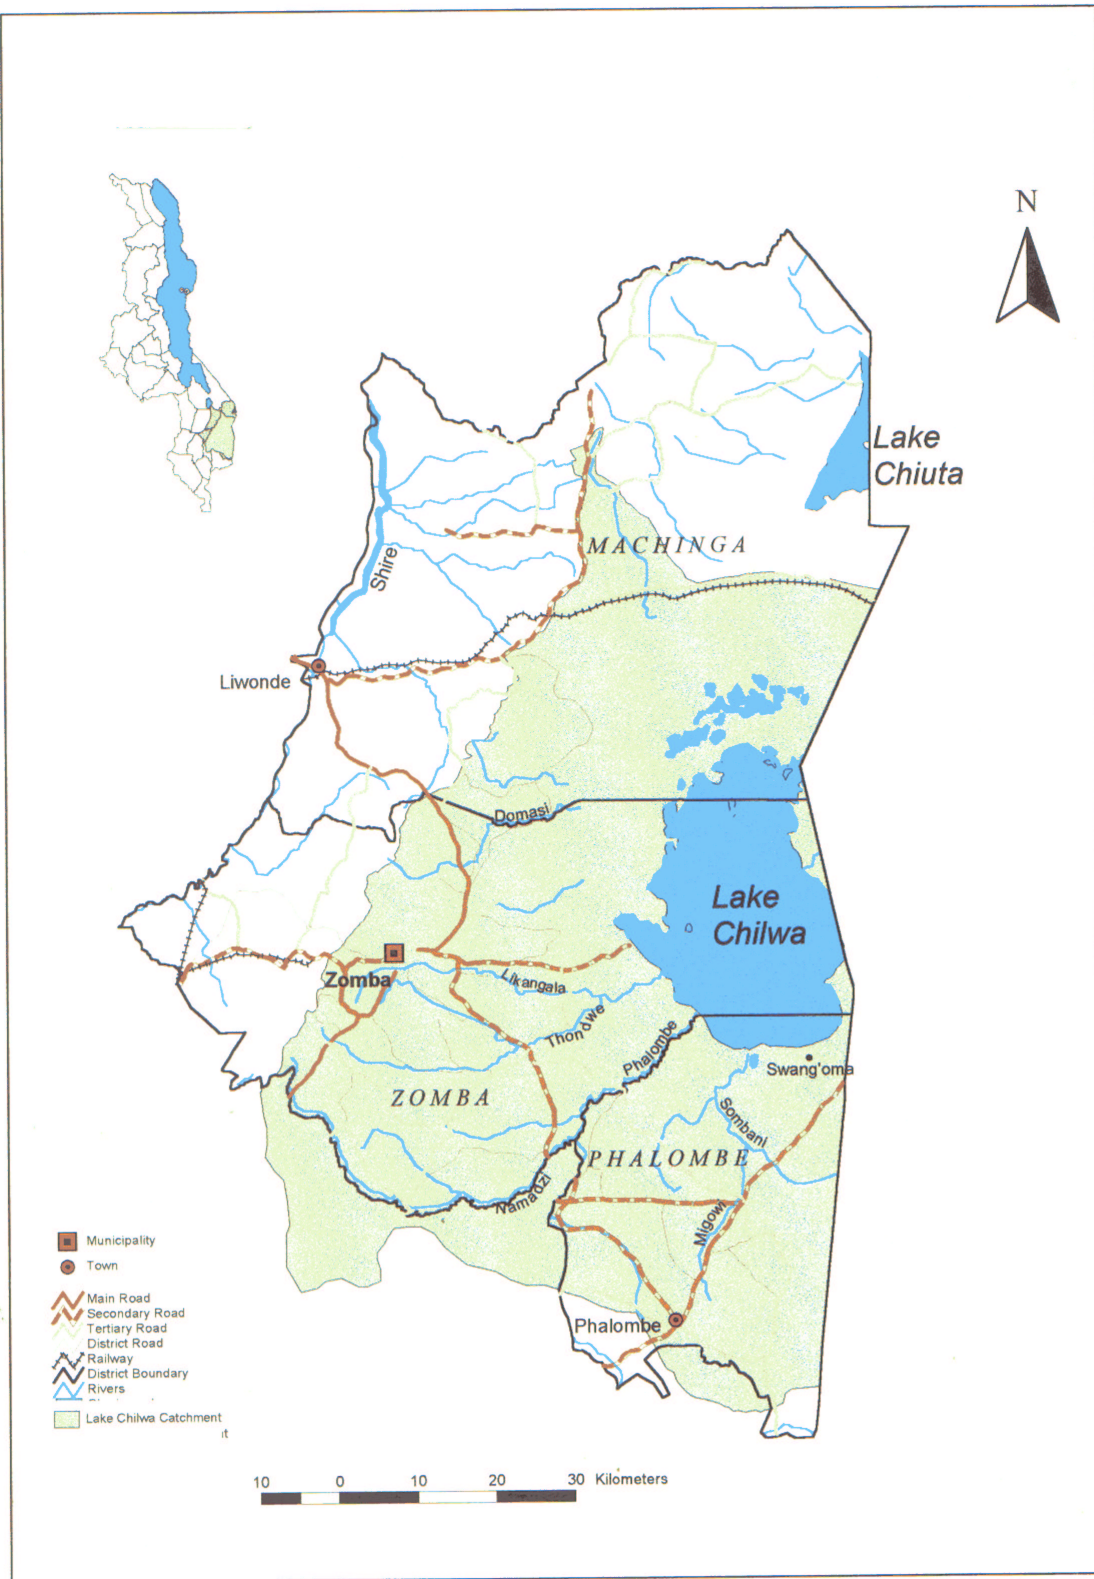 N
Lake
Chiuta
MACHINGA
Shire
Liwonde
Domasi
Lake
Chilwa
Zomba
Likangala
Thondwe
Phalombe
Swang'oma
ZOMBA
Sombani
PHALOMBE
Namadzi
Migowi
Phalombe
Municipality
Town
Main Road
Secondary Road
Tertiary Road
District Road
Railway
District Boundary
Rivers
Lake Chilwa Catchment
10 0 10 20 30 Kilometers